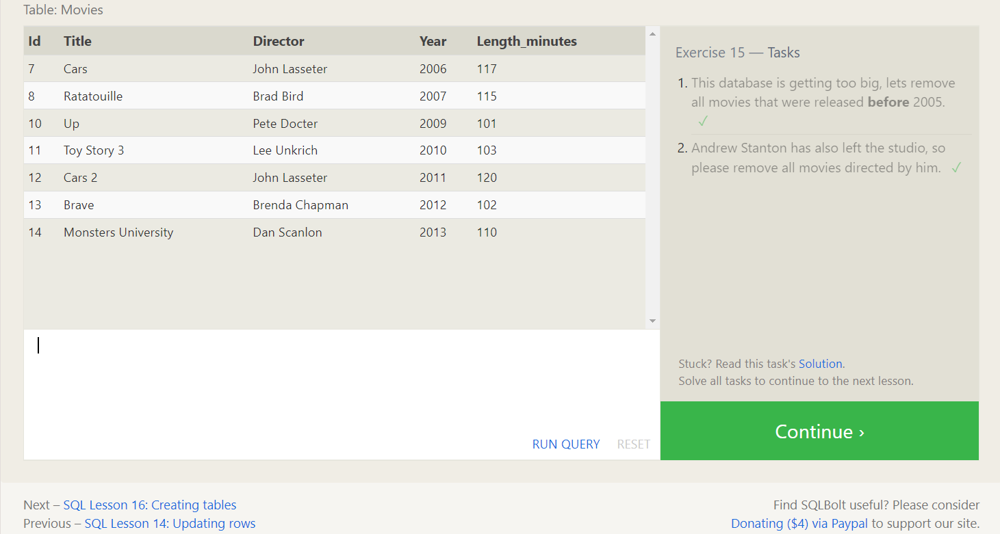 Table: Movies
Id Title Director Year Length_minutes
7 Cars John Lasseter 2006 117
8 Ratatouille Brad Bird 2007 115
10 Up Pete Docter 2009 101
11 Toy Story 3 Lee Unkrich 2010 103
12 Cars 2 John Lasseter 2011 120
13 Brave Brenda Chapman 2012 102
14 Monsters University Dan Scanlon 2013 110
RUN QUERY RESET
Exercise 15 — Tasks
1. This database is getting too big, lets remove
all movies that were released before 2005.
✓
2. Andrew Stanton has also left the studio, so
please remove all movies directed by him. ✓
Stuck? Read this task's Solution.
Solve all tasks to continue to the next lesson.
Continue ›
Next – SQL Lesson 16: Creating tables
Previous – SQL Lesson 14: Updating rows
Find SQLBolt useful? Please consider
Donating ($4) via Paypal to support our site.